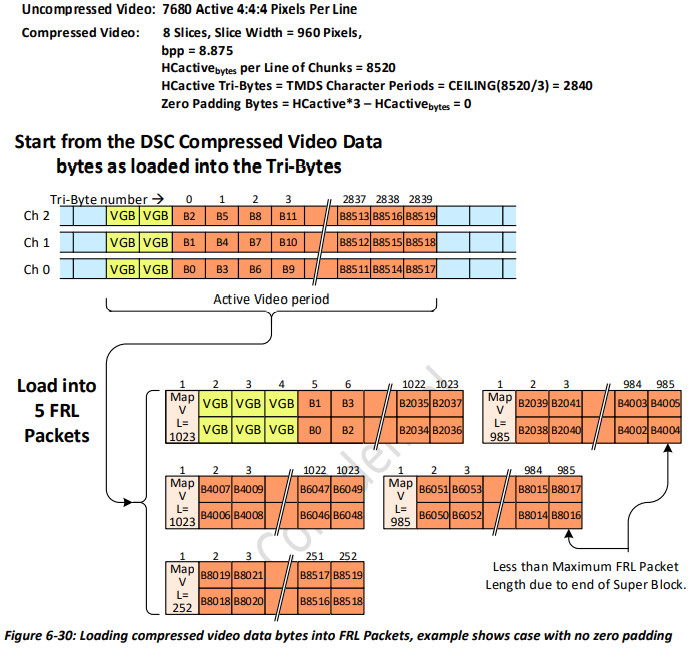 Uncompressed Video: 7680 Active 4:4:4 Pixels Per Line
Compressed Video: 8 Slices, Slice Width = 960 Pixels,
bpp = 8.875
HCactive bytes per Line of Chunks = 8520
HCactive Tri-Bytes = TMDS Character Periods = CEILING(8520/3) = 2840
Zero Padding Bytes = HCactive*3 – HCactive bytes = 0
Start from the DSC Compressed Video Data
bytes as loaded into the Tri-Bytes
Tri-Byte number → 0 1 2 3 2837 2838 2839
Ch 2 VGB VGB B2 B5 B8 B11 B8513 B8516 B8519
Ch 1 VGB VGB B1 B4 B7 B10 B8512 B8515 B8518
Ch 0 VGB VGB B0 B3 B6 B9 B8511 B8514 B8517
Active Video period
Load into
5 FRL
Packets
1 2 3 4 5 6 1022 1023
Map
V
L=
1023
VGB VGB VGB B1 B3 B2035 B2037
VGB VGB VGB B0 B2 B2034 B2036
1 2 3 984 985
Map
V
L=
985
B2039 B2041 B4003 B4005
B2038 B2040 B4002 B4004
1 2 3 1022 1023
Map
V
L=
1023
B4007 B4009 B6047 B6049
B4006 B4008 B6046 B6048
1 2 3 984 985
Map
V
L=
985
B6051 B6053 B8015 B8017
B6050 B6052 B8014 B8016
1 2 3 251 252
Map
V
L=
252
B8019 B8021 B8517 B8519
B8018 B8020 B8516 B8518
Less than Maximum FRL Packet
Length due to end of Super Block.
Figure 6-30: Loading compressed video data bytes into FRL Packets, example shows case with no zero padding